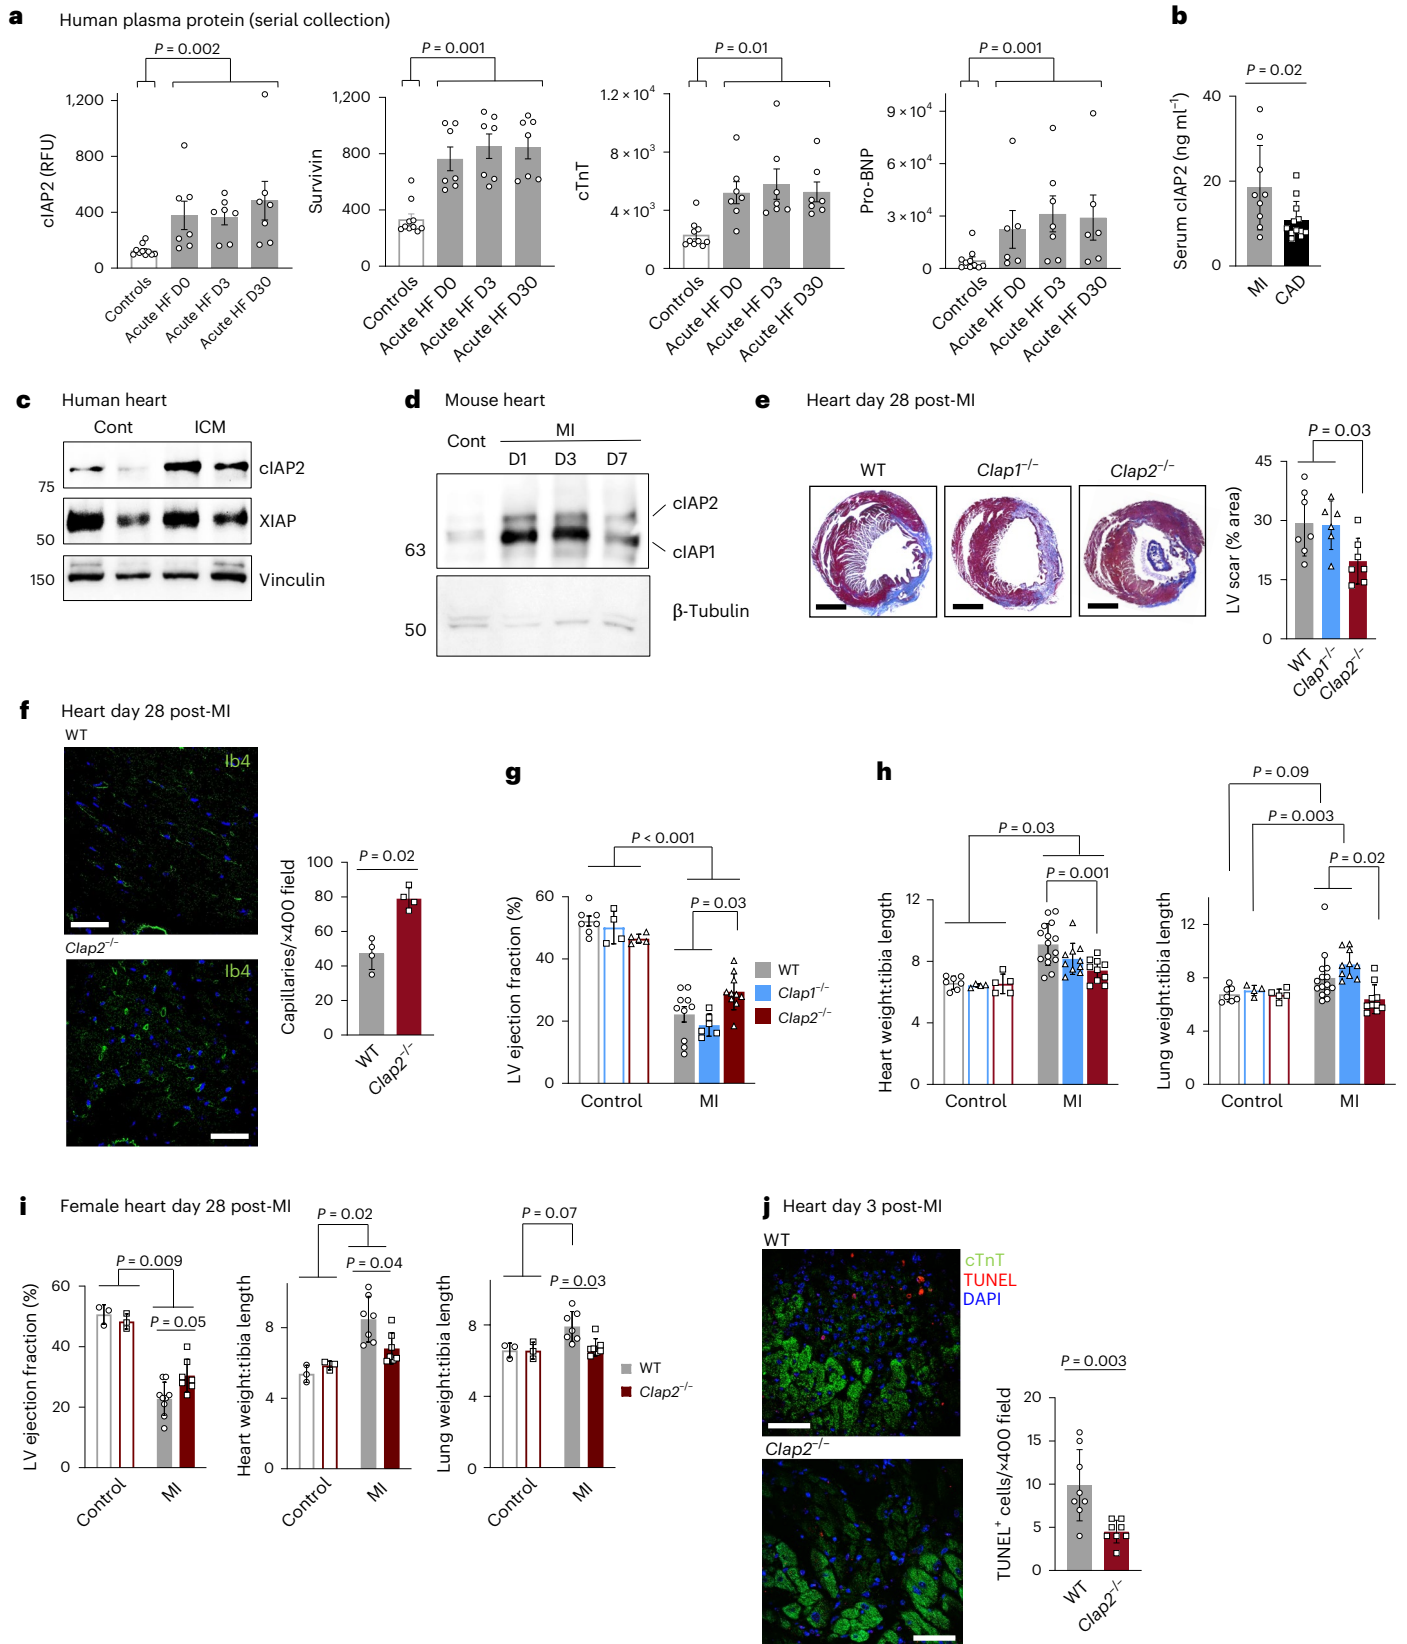 a Human plasma protein (serial collection)
P = 0.002
cIAP2 (RFU)
1,200
800
400
0
Controls
Acute HF D0
Acute HF D3
Acute HF D30
P = 0.001
Survivin
1,200
800
400
0
Controls
Acute HF D0
Acute HF D3
Acute HF D30
P = 0.01
cTnT
1.2 × 10⁴
8 × 10³
4 × 10³
0
Controls
Acute HF D0
Acute HF D3
Acute HF D30
P = 0.001
Pro-BNP
9 × 10⁴
6 × 10⁴
3 × 10⁴
0
Controls
Acute HF D0
Acute HF D3
Acute HF D30
b
P = 0.02
Serum cIAP2 (ng ml⁻¹)
40
20
0
MI
CAD
c Human heart
Cont ICM
cIAP2
75
XIAP
50
150
Vinculin
d Mouse heart
Cont MI
D1 D3 D7
cIAP2
63
cIAP1
β-Tubulin
50
e Heart day 28 post-MI
WT Clap1⁻/⁻ Clap2⁻/⁻
P = 0.03
LV scar (% area)
45
30
15
0
WT
Clap1⁻/⁻
Clap2⁻/⁻
f Heart day 28 post-MI
WT
Ib4
Clap2⁻/⁻
Ib4
P = 0.02
Capillaries/×400 field
100
80
60
40
20
0
WT
Clap2⁻/⁻
g
P < 0.001
P = 0.03
LV ejection fraction (%)
60
40
20
0
Control MI
WT
Clap1⁻/⁻
Clap2⁻/⁻
h
P = 0.03
P = 0.001
Heart weight:tibia length
12
8
4
0
Control MI
P = 0.09
P = 0.003
P = 0.02
Lung weight:tibia length
12
8
4
0
Control MI
i Female heart day 28 post-MI
P = 0.009
P = 0.05
LV ejection fraction (%)
60
40
20
0
Control
MI
P = 0.02
P = 0.04
Heart weight:tibia length
8
4
0
Control
MI
P = 0.07
P = 0.03
Lung weight:tibia length
8
4
0
Control
MI
WT
Clap2⁻/⁻
j Heart day 3 post-MI
WT
cTnT
TUNEL
DAPI
Clap2⁻/⁻
P = 0.003
TUNEL⁺ cells/×400 field
20
15
10
5
0
WT
Clap2⁻/⁻